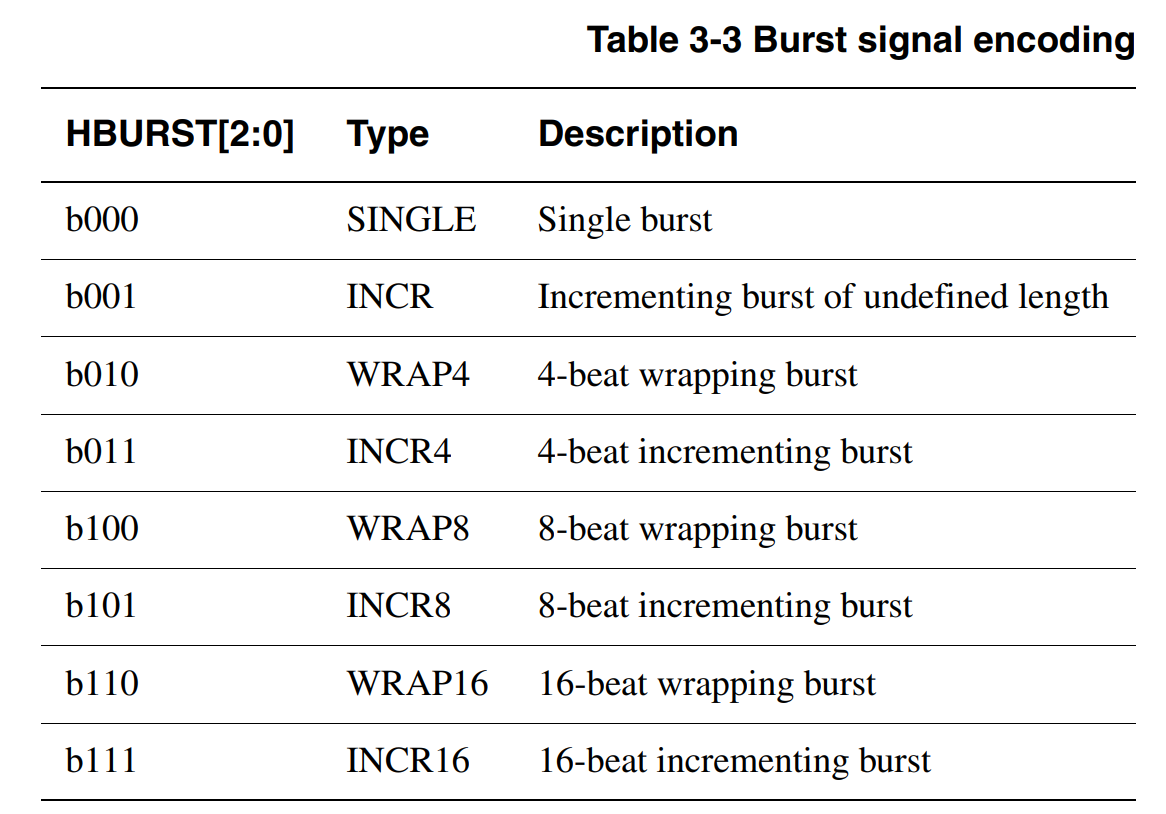 Table 3-3 Burst signal encoding
HBURST[2:0] Type Description
b000 SINGLE Single burst
b001 INCR Incrementing burst of undefined length
b010 WRAP4 4-beat wrapping burst
b011 INCR4 4-beat incrementing burst
b100 WRAP8 8-beat wrapping burst
b101 INCR8 8-beat incrementing burst
b110 WRAP16 16-beat wrapping burst
b111 INCR16 16-beat incrementing burst